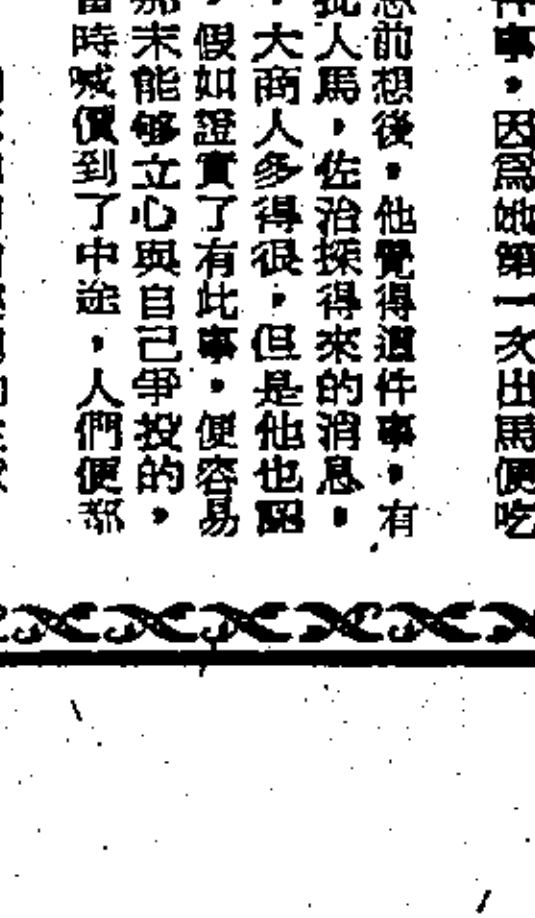 件事，因爲她第一次出馬便吃
前想後，他覺得這件事，有
批人馬，佐治探得來的消息，
，大商人多得很，但是他也認
，假如證實了有此事，便容易
那末能够立心與自己爭投的，
當時喊價到了中途，人們便都